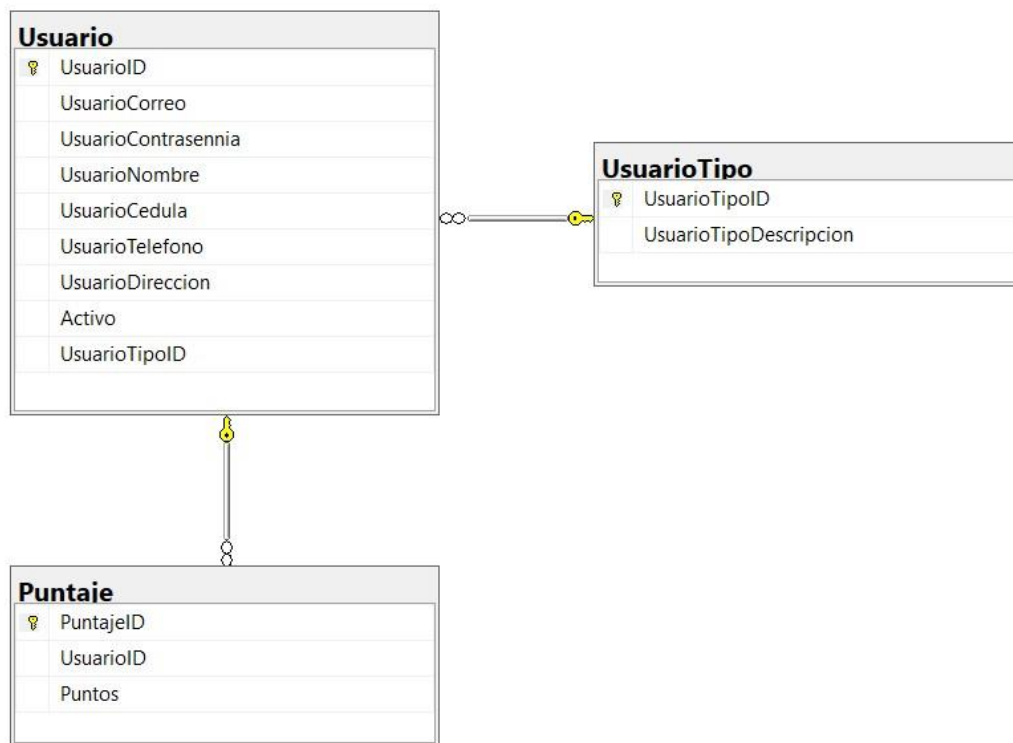 Usuario
UsuarioID
UsuarioCorreo
UsuarioContrasennia
UsuarioNombre
UsuarioCedula
UsuarioTelefono
UsuarioDireccion
Activo
UsuarioTipoID
UsuarioTipo
UsuarioTipoID
UsuarioTipoDescripcion
Puntaje
PuntajeID
UsuarioID
Puntos